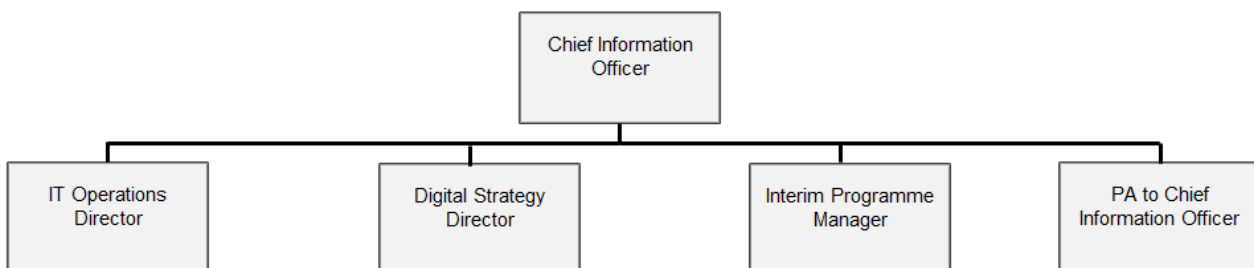 Chief Information
Officer
IT Operations
Director
Digital Strategy
Director
Interim Programme
Manager
PA to Chief
Information Officer